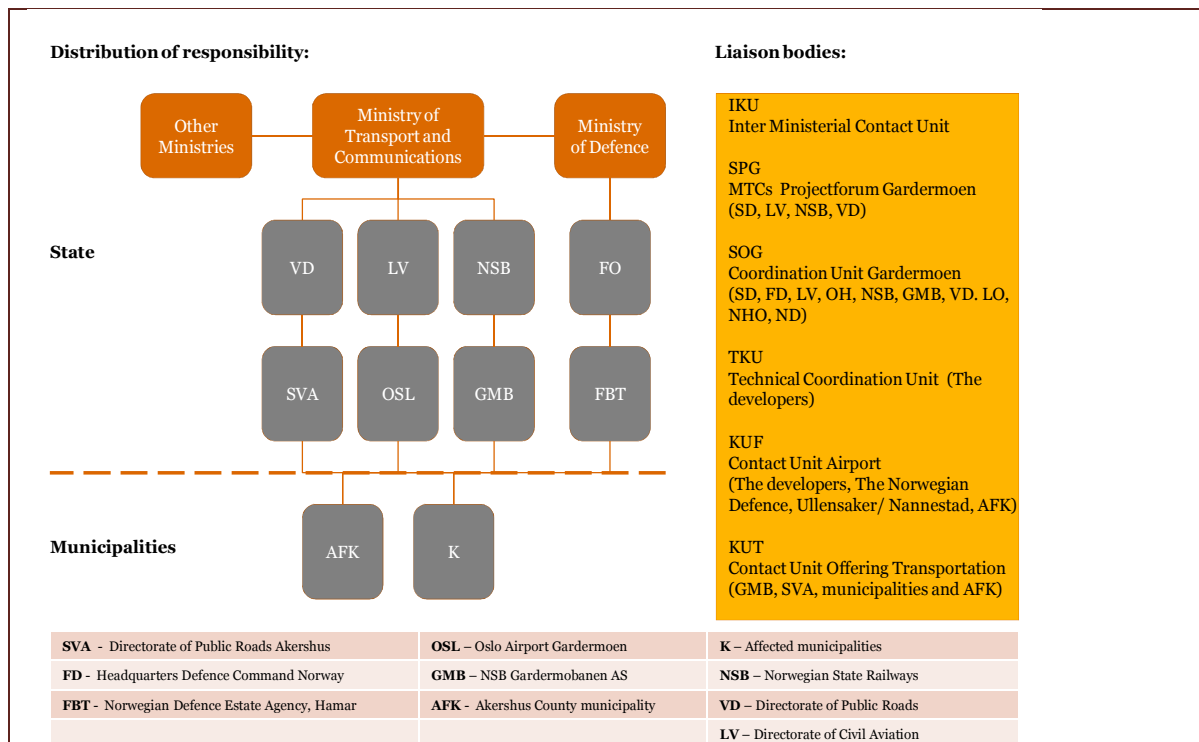 Distribution of responsibility:
Liaison bodies:
Other
Ministries
Ministry of
Transport and
Communications
Ministry
of Defence
State
VD
LV
NSB
FO
SVA
OSL
GMB
FBT
Municipalities
AFK
K
IKU
Inter Ministerial Contact Unit
SPG
MTCs Projectforum Gardermoen
(SD, LV, NSB, VD)
SOG
Coordination Unit Gardermoen
(SD, FD, LV, OH, NSB, GMB, VD. LO,
NHO, ND)
TKU
Technical Coordination Unit (The
developers)
KUF
Contact Unit Airport
(The developers, The Norwegian
Defence, Ullensaker/ Nannestad, AFK)
KUT
Contact Unit Offering Transportation
(GMB, SVA, municipalities and AFK)
SVA - Directorate of Public Roads Akershus
OSL – Oslo Airport Gardermoen
K – Affected municipalities
FD - Headquarters Defence Command Norway
GMB – NSB Gardermobanen AS
NSB – Norwegian State Railways
FBT - Norwegian Defence Estate Agency, Hamar
AFK - Akershus County municipality
VD – Directorate of Public Roads
LV – Directorate of Civil Aviation